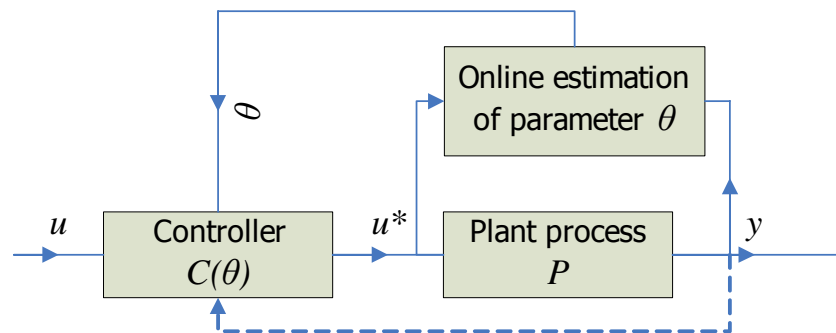 Online estimation
of parameter θ
θ
u
Controller
C(θ)
u*
Plant process
P
y